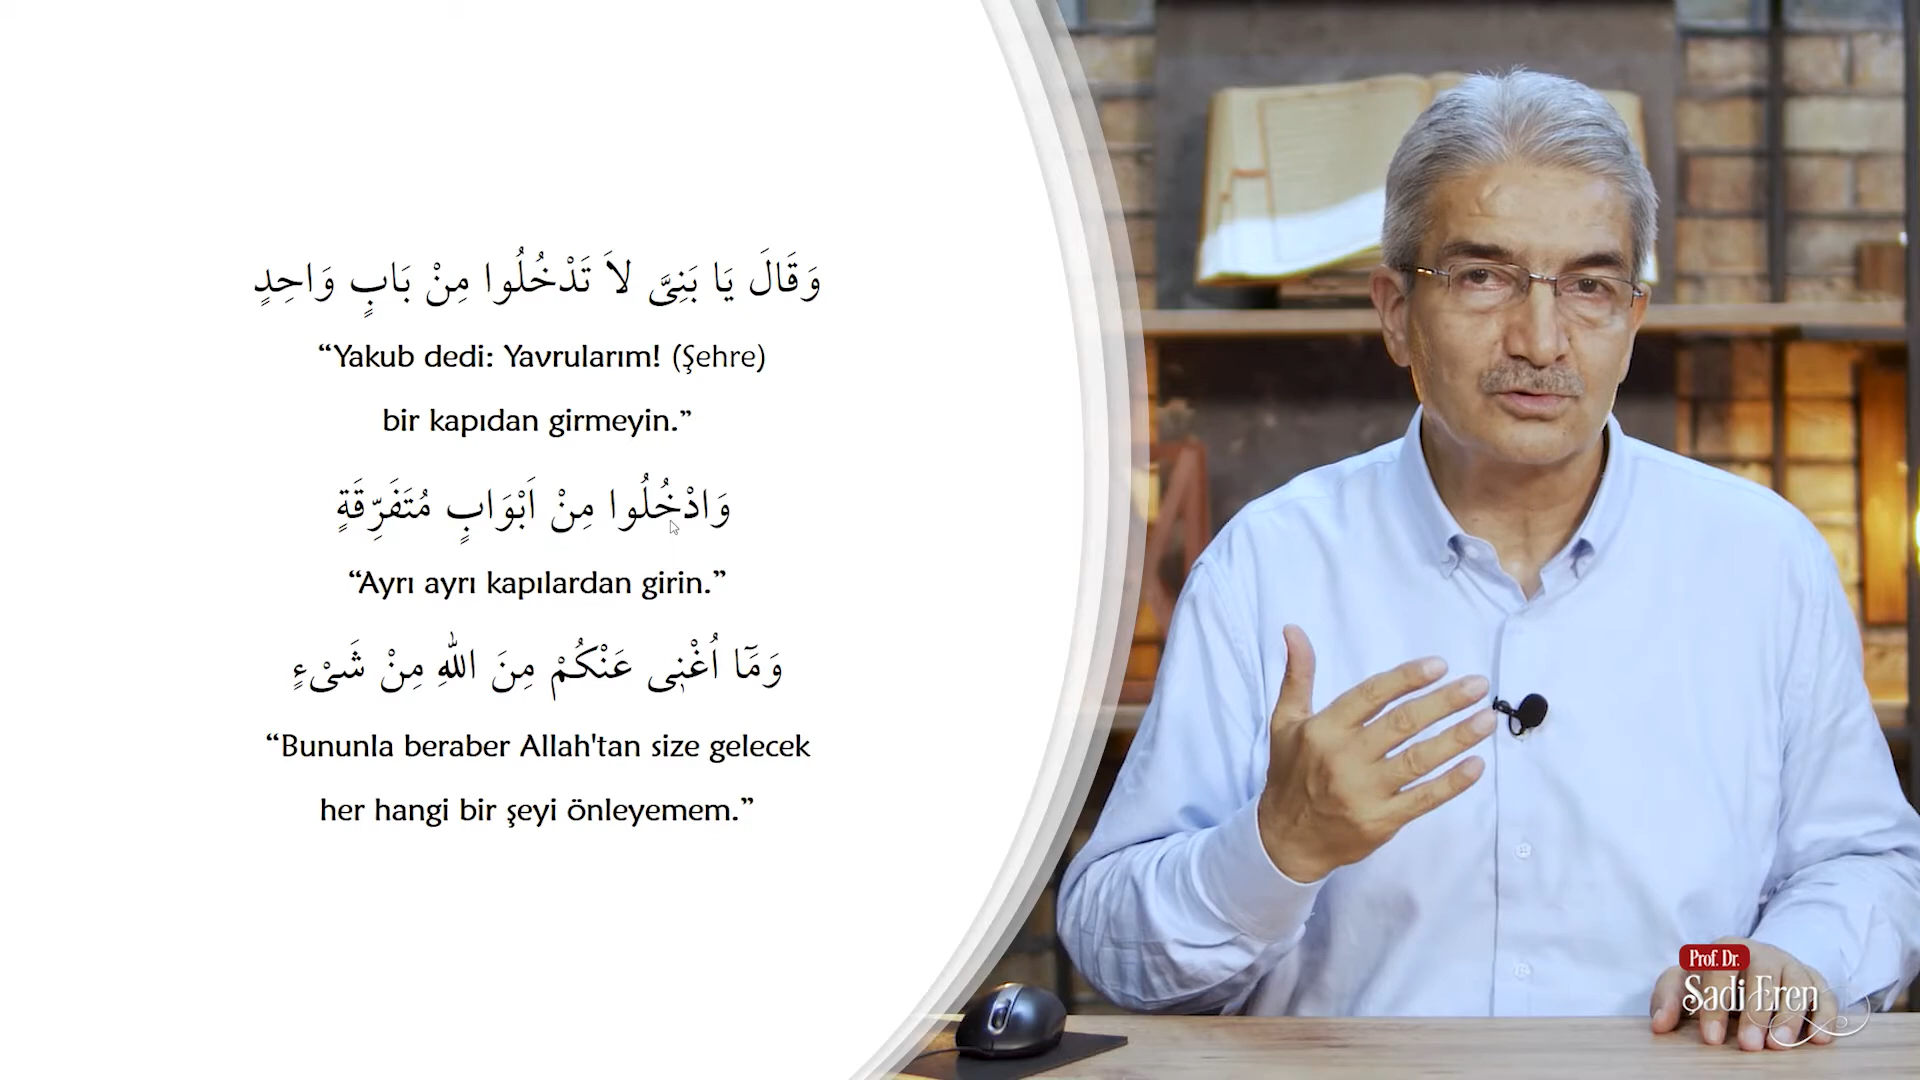 وَقَالَ يَا بَنِىَّ لاَ تَدْخُلُوا مِنْ بَابٍ وَاحِدٍ
“Yakub dedi: Yavrularım! (Şehre)
bir kapıdan girmeyin.”
وَادْخُلُوا مِنْ اَبْوَابٍ مُتَفَرِّقَةٍ
“Ayrı ayrı kapılardan girin.”
وَمَٓا اُغْنٖى عَنْكُمْ مِنَ اللّٰهِ مِنْ شَىْءٍ
“Bununla beraber Allah'tan size gelecek
her hangi bir şeyi önleyemem.”
Prof. Dr.
Şadi Eren